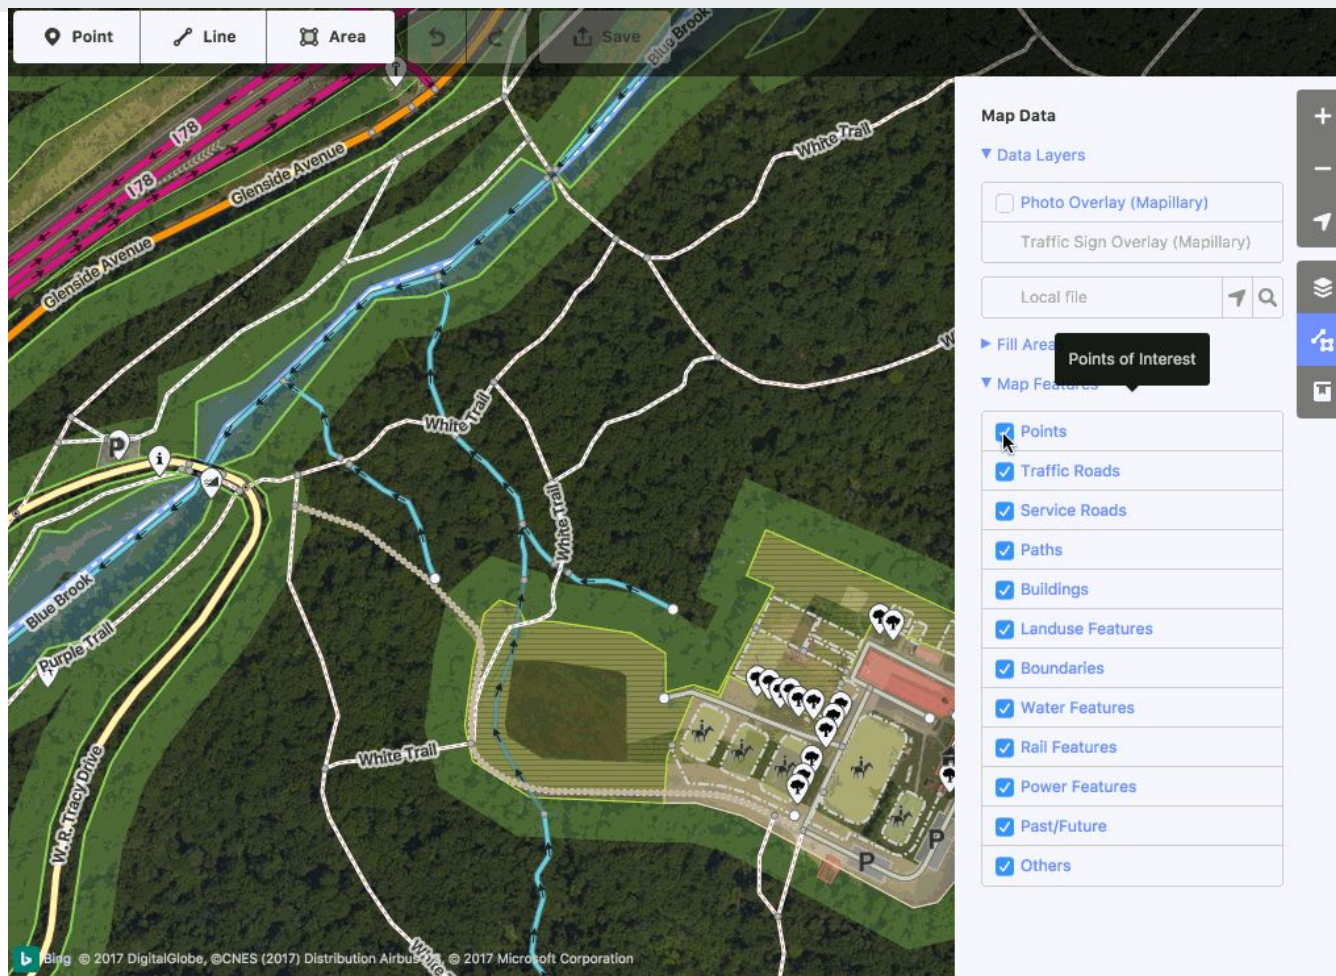 Point
Line
Area
Save
Blue Brook
I 78
I 78
Glenside Avenue
Glenside Avenue
White Trail
White Trail
White Trail
White Trail
P
Blue Brook
Purple Trail
W. R. Tracy Drive
P
P
Map Data
Data Layers
Photo Overlay (Mapillary)
Traffic Sign Overlay (Mapillary)
Local file
Fill Area
Points of Interest
Map Features
Points
Traffic Roads
Service Roads
Paths
Buildings
Landuse Features
Boundaries
Water Features
Rail Features
Power Features
Past/Future
Others
Bing © 2017 DigitalGlobe, ©CNES (2017) Distribution Airbus DS, © 2017 Microsoft Corporation